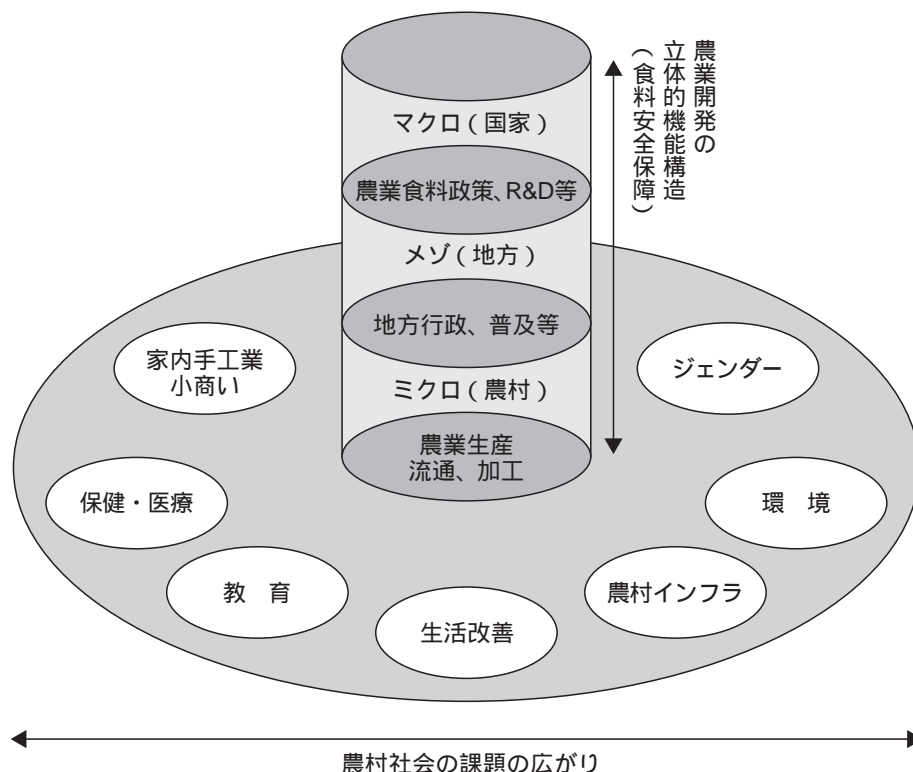 農業開発の
立体的機能構造
(食料安全保障)
マクロ(国家)
農業食料政策、R&D等
メゾ(地方)
地方行政、普及等
ミクロ(農村)
農業生産
流通、加工
家内手工業
小商い
ジェンダー
保健・医療
環 境
教 育
農村インフラ
生活改善
農村社会の課題の広がり